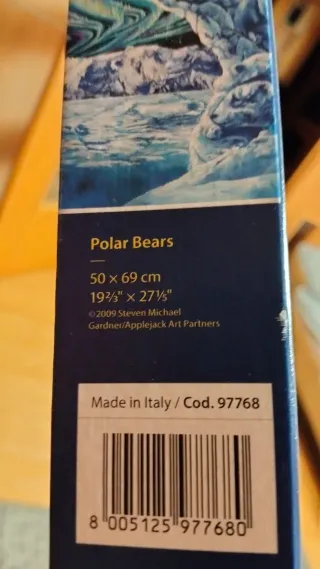 Polar Bears
50 × 69 cm
19⅔" × 27⅕"
©2009 Steven Michael
Gardner/Applejack Art Partners
Made in Italy / Cod. 97768
8 005125 977680